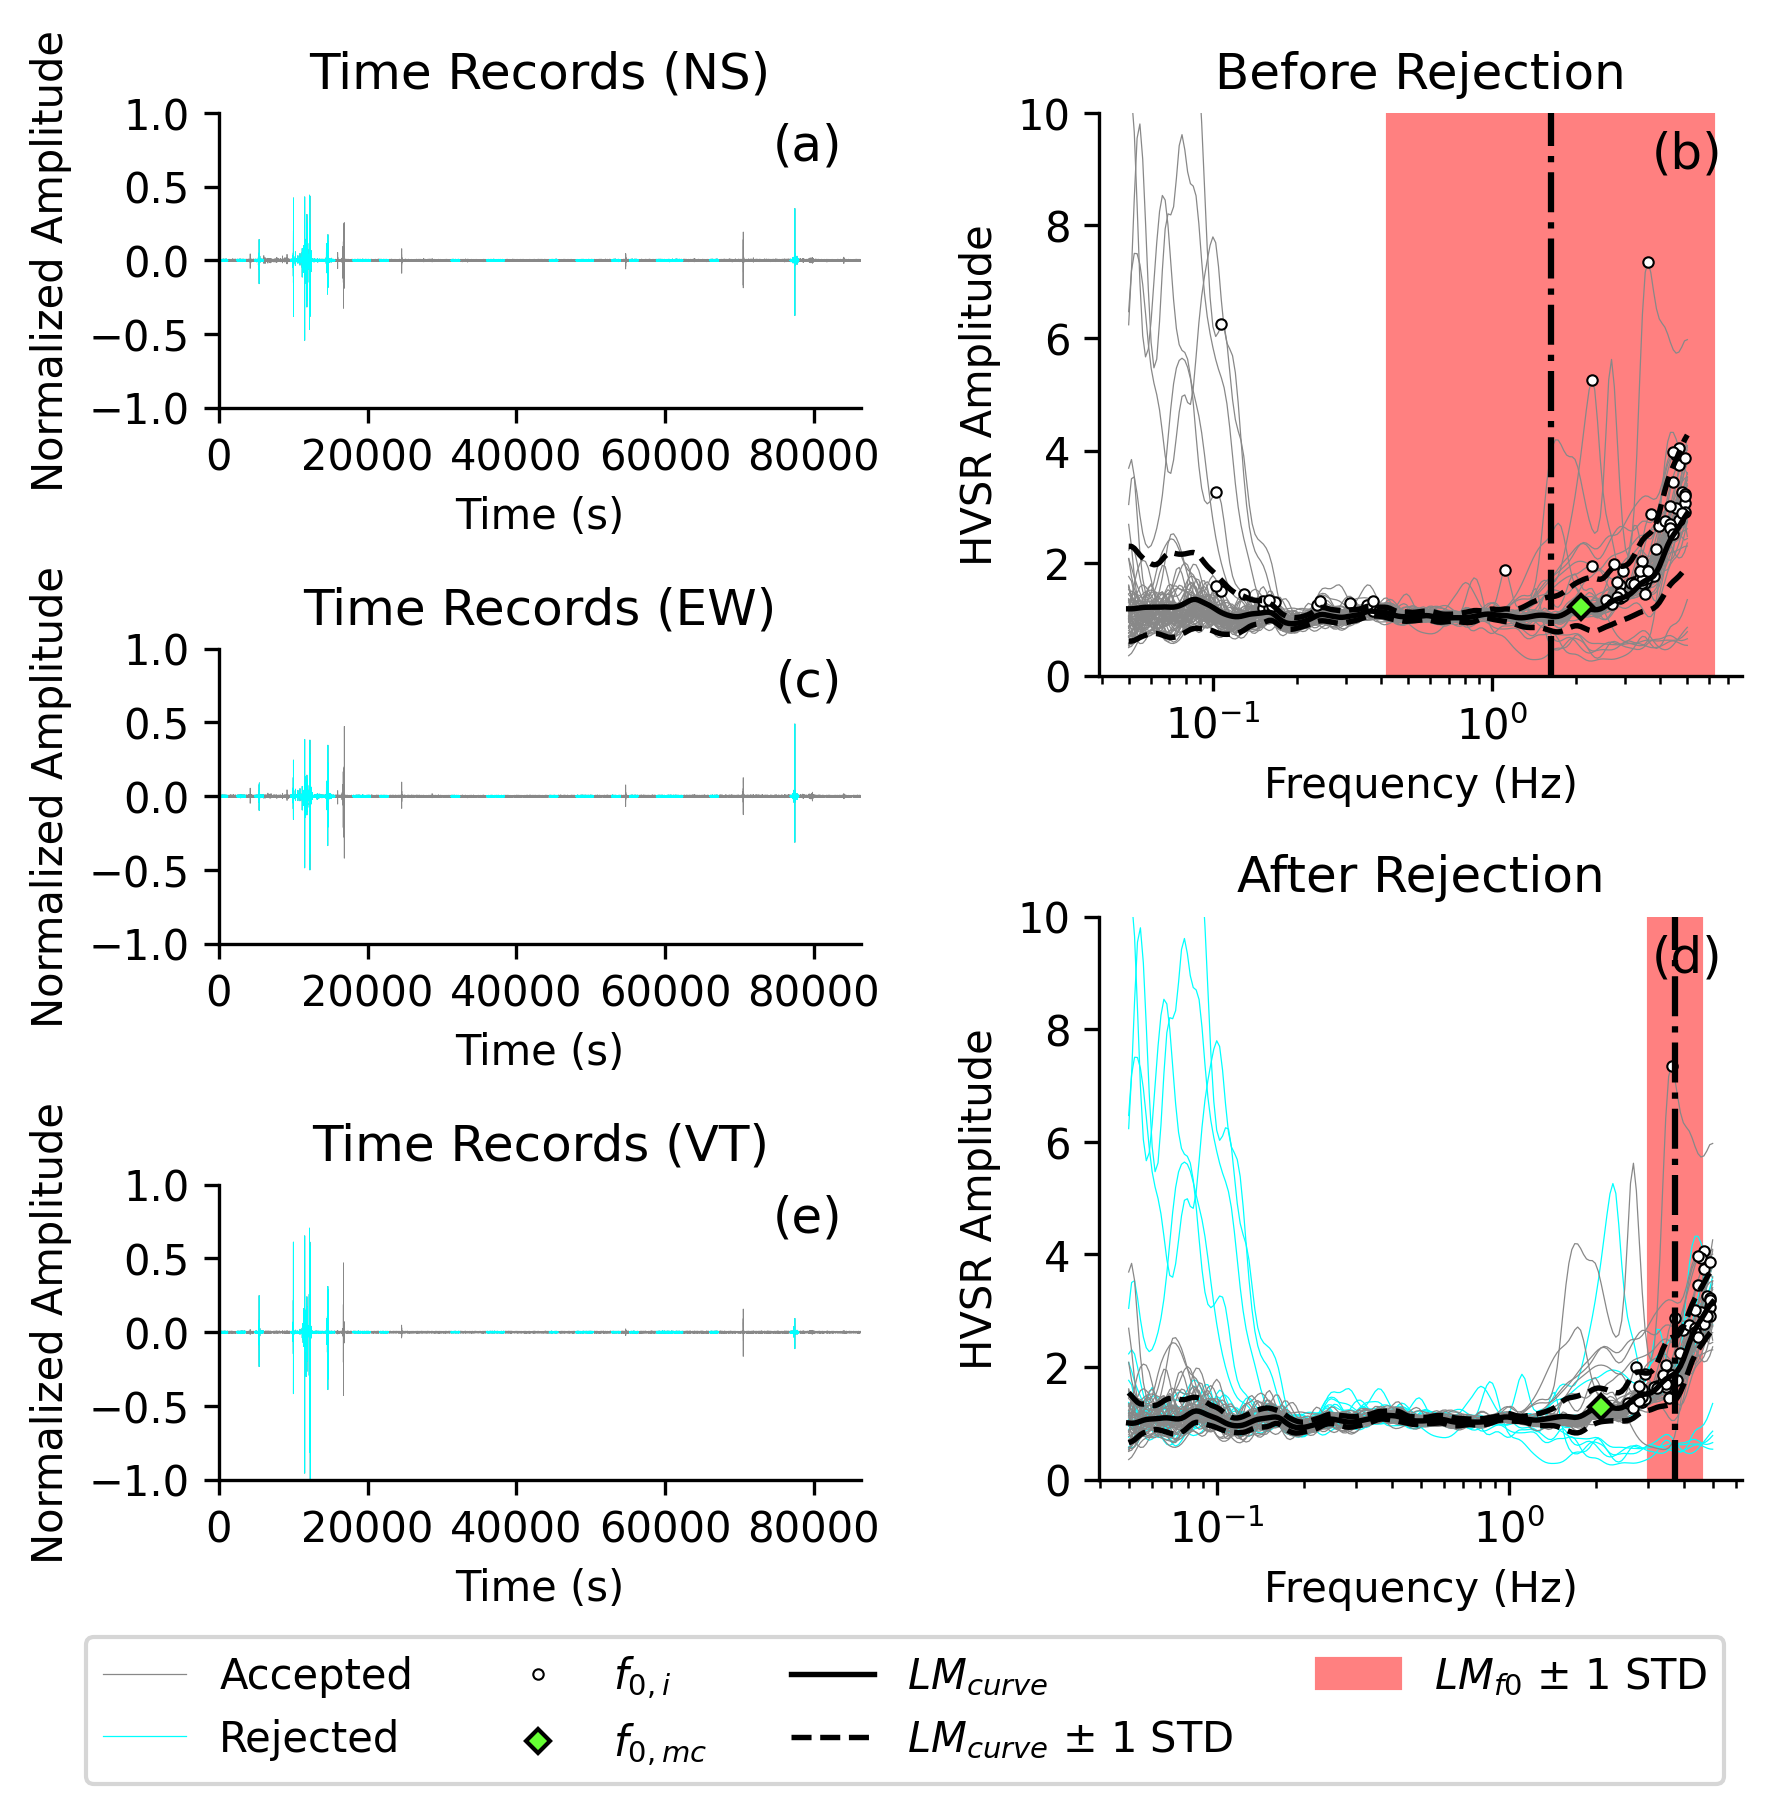 Time Records (NS)
Normalized Amplitude
1.0
0.5
0.0
−0.5
−1.0
(a)
0 20000 40000 60000 80000
Time (s)
Before Rejection
HVSR Amplitude
10
8
6
4
2
0
(b)
10⁻¹ 10⁰
Frequency (Hz)
Time Records (EW)
Normalized Amplitude
1.0
0.5
0.0
−0.5
−1.0
(c)
0 20000 40000 60000 80000
Time (s)
After Rejection
HVSR Amplitude
10
8
6
4
2
0
(d)
10⁻¹ 10⁰
Frequency (Hz)
Time Records (VT)
Normalized Amplitude
1.0
0.5
0.0
−0.5
−1.0
(e)
0 20000 40000 60000 80000
Time (s)
Accepted
Rejected
f0,i
f0,mc
LMcurve
LMcurve ± 1 STD
LMf0 ± 1 STD